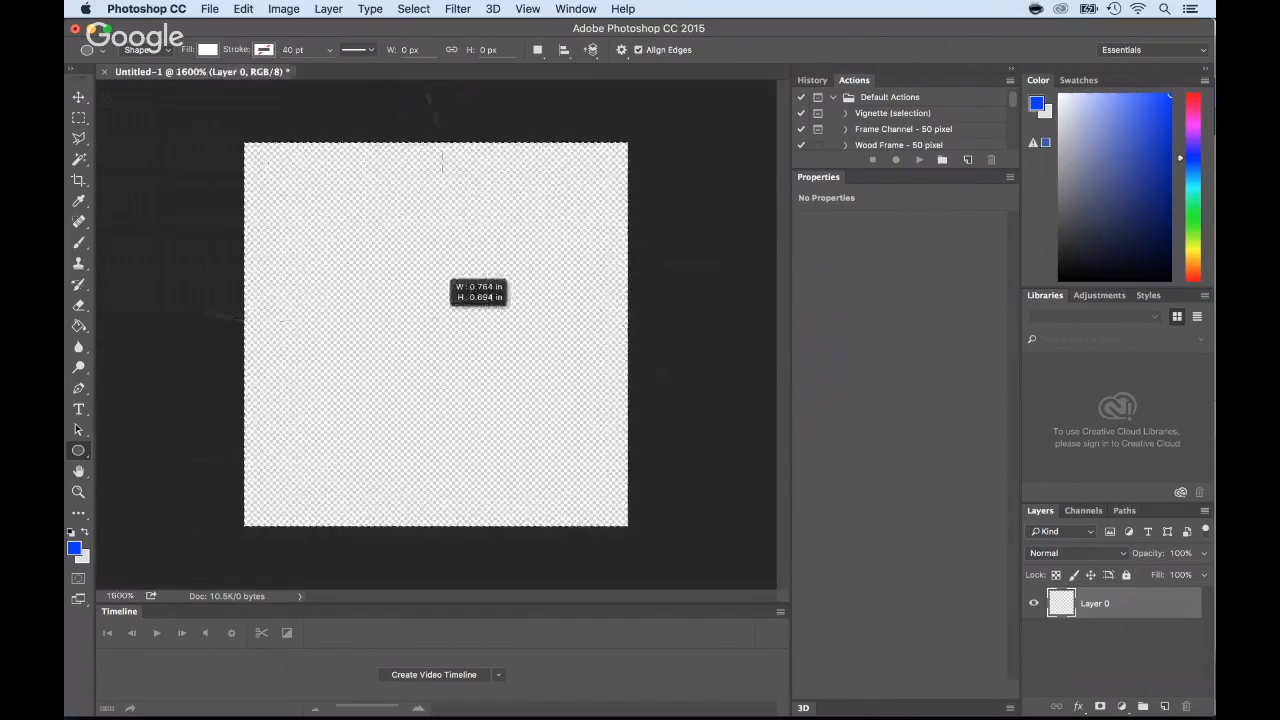 Photoshop CC File Edit Image Layer Type Select Filter 3D View Window Help
Google
Adobe Photoshop CC 2015
Shape Fill: Stroke: 40 pt W: 0 px H: 0 px Align Edges Essentials
Untitled-1 @ 1600% (Layer 0, RGB/8) *
History Actions
Default Actions
Vignette (selection)
Frame Channel - 50 pixel
Wood Frame - 50 pixel
Properties
No Properties
Color Swatches
W: 0.764 in
H: 0.694 in
Libraries Adjustments Styles
To use Creative Cloud Libraries,
please sign in to Creative Cloud
Layers Channels Paths
Kind
Normal Opacity: 100%
Lock: Fill: 100%
Layer 0
1600% Doc: 10.5K/0 bytes
Timeline
Create Video Timeline
3D